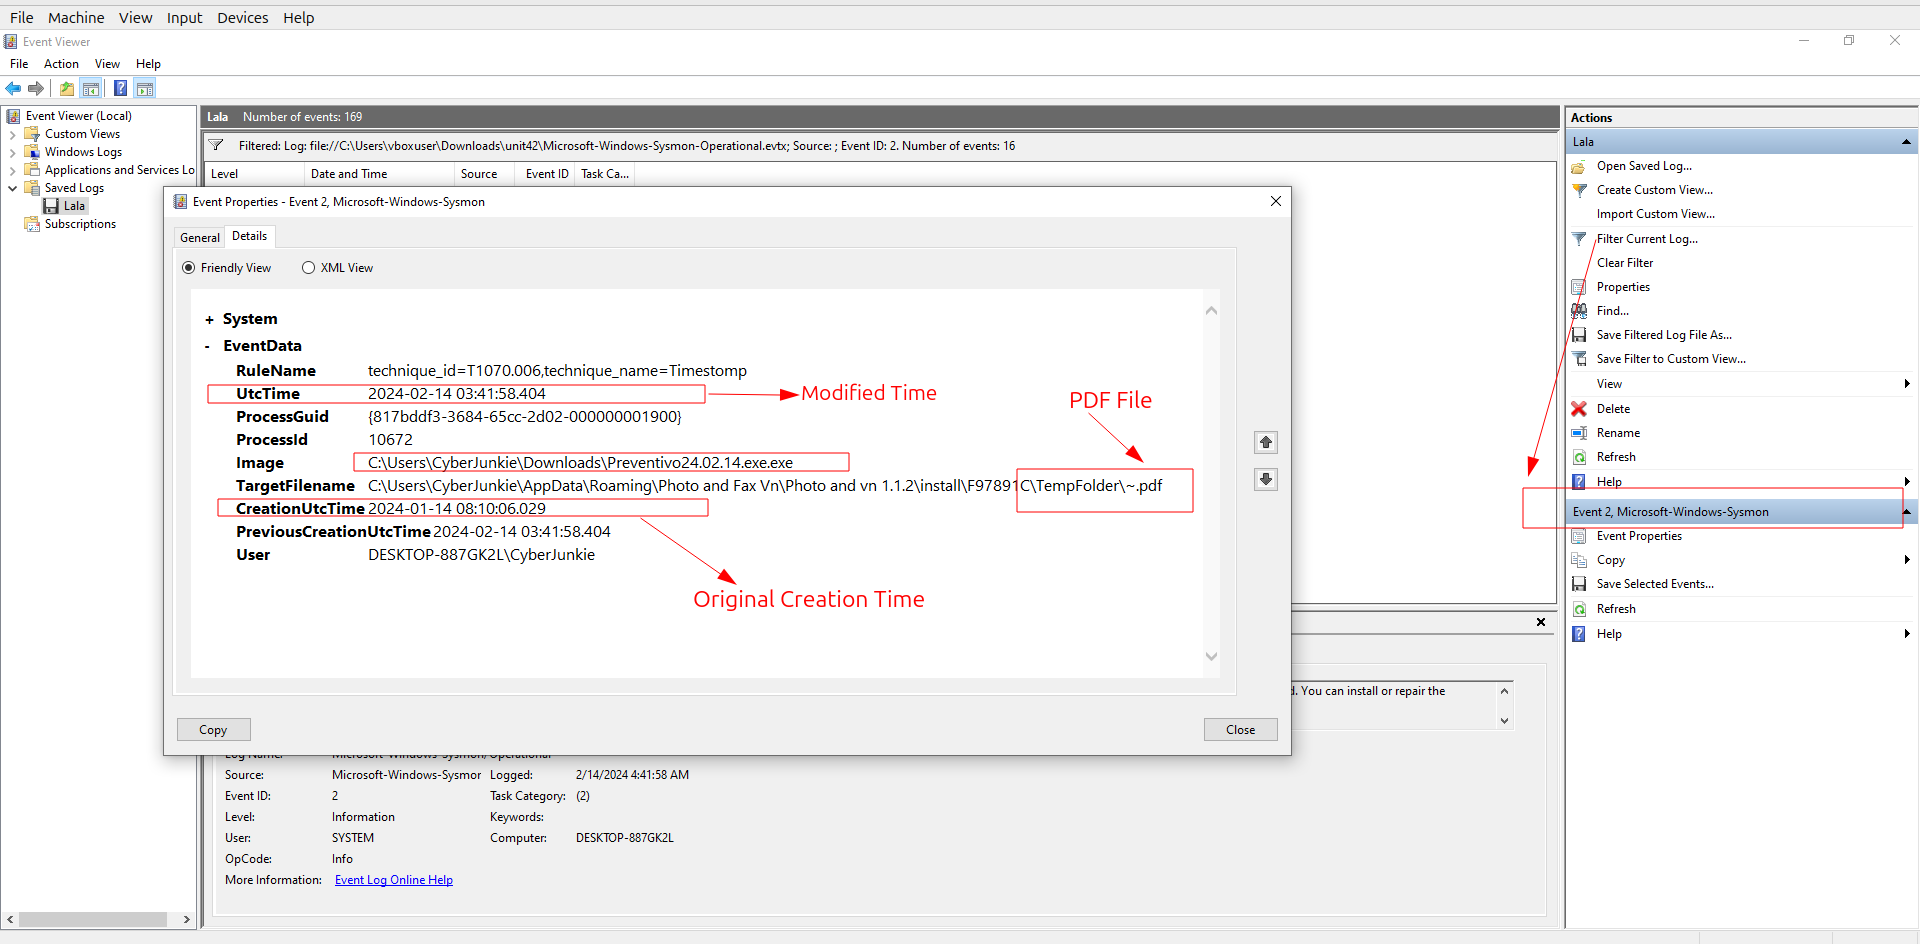 File Machine View Input Devices Help
Event Viewer
File Action View Help
Event Viewer (Local)
Custom Views
Windows Logs
Applications and Services Lo
Saved Logs
Lala
Subscriptions
Lala Number of events: 169
Filtered: Log: file://C:\Users\vboxuser\Downloads\unit42\Microsoft-Windows-Sysmon-Operational.evtx; Source: ; Event ID: 2. Number of events: 16
Level Date and Time Source Event ID Task Ca...
Event Properties - Event 2, Microsoft-Windows-Sysmon
General Details
Friendly View XML View
+ System
- EventData
RuleName technique_id=T1070.006,technique_name=Timestomp
UtcTime 2024-02-14 03:41:58.404
Modified Time
PDF File
ProcessGuid {817bddf3-3684-65cc-2d02-000000001900}
ProcessId 10672
Image C:\Users\CyberJunkie\Downloads\Preventivo24.02.14.exe.exe
TargetFilename C:\Users\CyberJunkie\AppData\Roaming\Photo and Fax Vn\Photo and vn 1.1.2\install\F97891C\TempFolder\~.pdf
CreationUtcTime 2024-01-14 08:10:06.029
PreviousCreationUtcTime 2024-02-14 03:41:58.404
User DESKTOP-887GK2L\CyberJunkie
Original Creation Time
Copy Close
d. You can install or repair the
Log Name: Microsoft-Windows-Sysmon/Operational
Source: Microsoft-Windows-Sysmor Logged: 2/14/2024 4:41:58 AM
Event ID: 2 Task Category: (2)
Level: Information Keywords:
User: SYSTEM Computer: DESKTOP-887GK2L
OpCode: Info
More Information: Event Log Online Help
Actions
Lala
Open Saved Log...
Create Custom View...
Import Custom View...
Filter Current Log...
Clear Filter
Properties
Find...
Save Filtered Log File As...
Save Filter to Custom View...
View
Delete
Rename
Refresh
Help
Event 2, Microsoft-Windows-Sysmon
Event Properties
Copy
Save Selected Events...
Refresh
Help